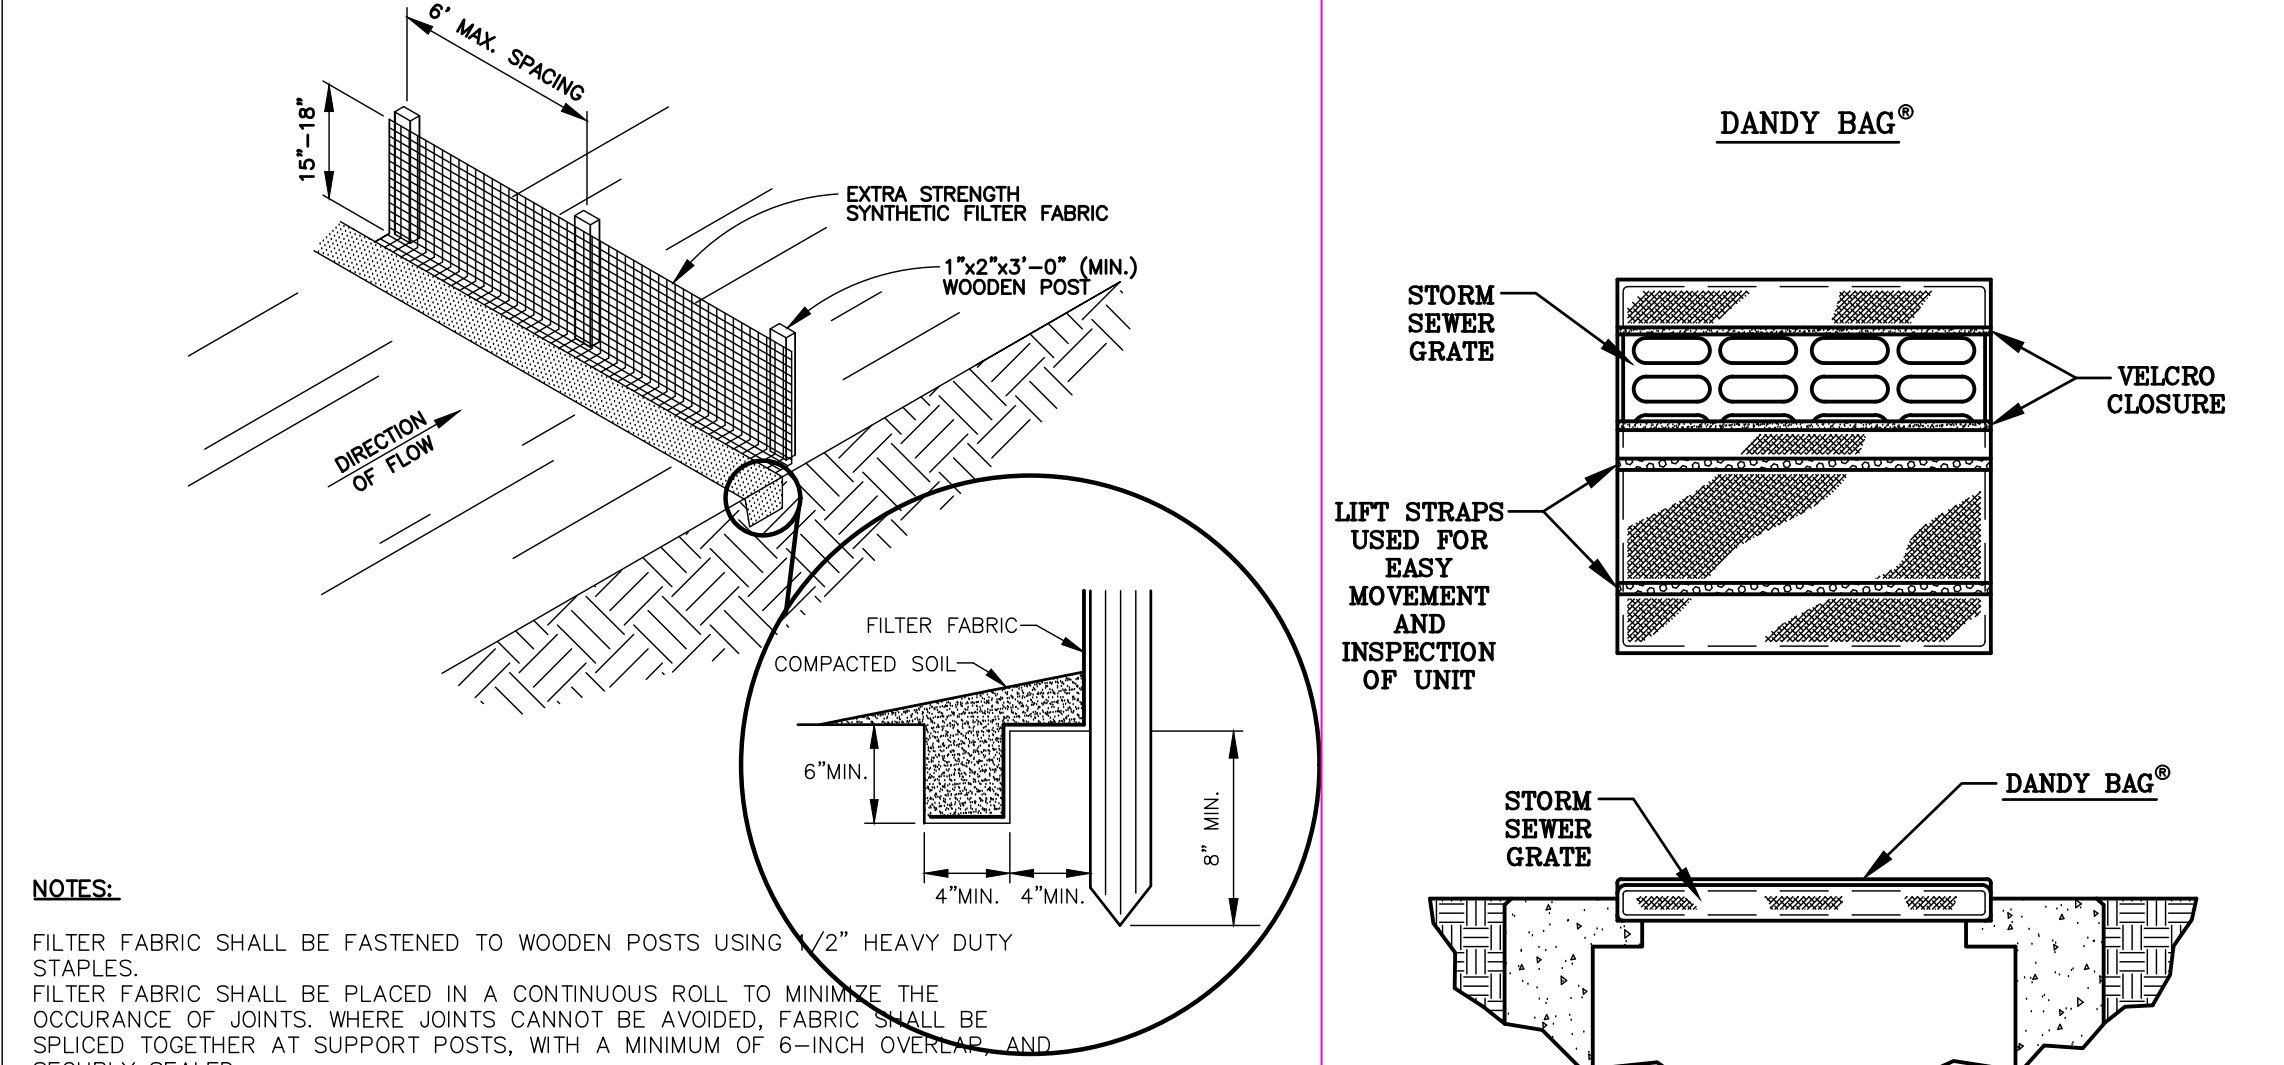 6' MAX. SPACING
15"-18"
EXTRA STRENGTH
SYNTHETIC FILTER FABRIC
1"x2"x3'-0" (MIN.)
WOODEN POST
DIRECTION
OF FLOW
FILTER FABRIC
COMPACTED SOIL
6"MIN.
4"MIN.
4"MIN.
8" MIN.
NOTES:
FILTER FABRIC SHALL BE FASTENED TO WOODEN POSTS USING 1/2" HEAVY DUTY
STAPLES.
FILTER FABRIC SHALL BE PLACED IN A CONTINUOUS ROLL TO MINIMIZE THE
OCCURANCE OF JOINTS. WHERE JOINTS CANNOT BE AVOIDED, FABRIC SHALL BE
SPLICED TOGETHER AT SUPPORT POSTS, WITH A MINIMUM OF 6-INCH OVERLAP, AND
DANDY BAG®
STORM
SEWER
GRATE
VELCRO
CLOSURE
LIFT STRAPS
USED FOR
EASY
MOVEMENT
AND
INSPECTION
OF UNIT
DANDY BAG®
STORM
SEWER
GRATE